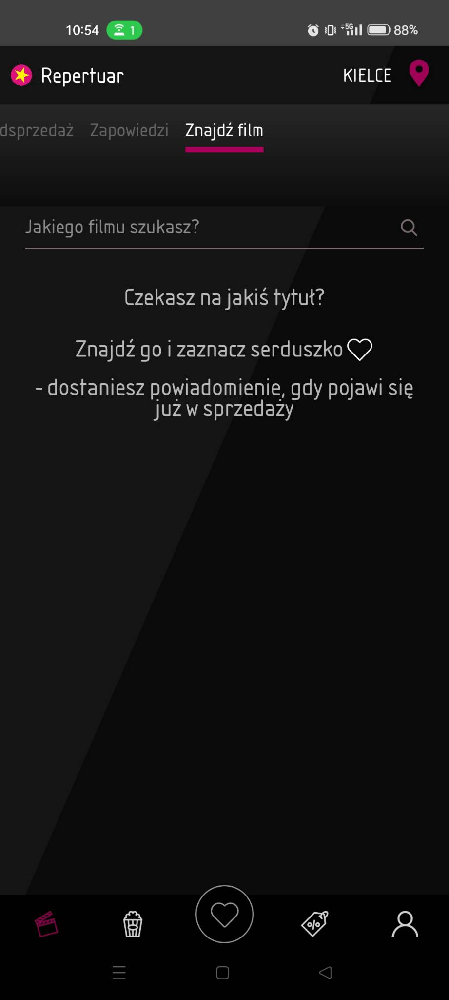 10:54 1 5G 88%
Repertuar KIELCE
dsprzedaż Zapowiedzi Znajdź film
Jakiego filmu szukasz?
Czekasz na jakiś tytuł?
Znajdź go i zaznacz serduszko
- dostaniesz powiadomienie, gdy pojawi się
już w sprzedaży